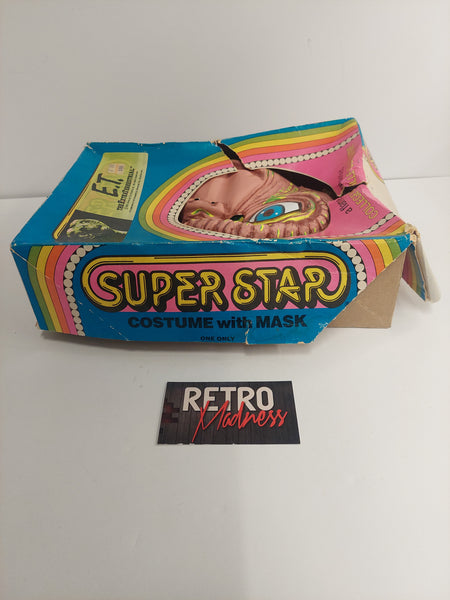 E.T.
THE EXTRA-TERRESTRIAL
SUPER STAR
COSTUME with MASK
ONE ONLY
RETRO
Madness